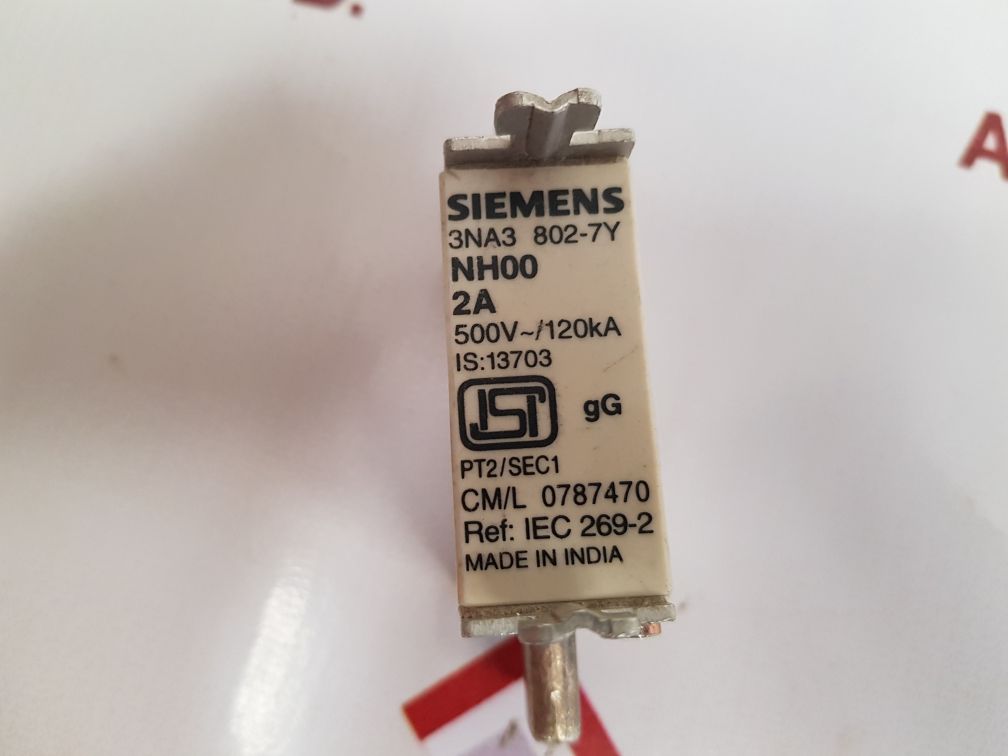 SIEMENS
3NA3 802-7Y
NH00
2A
500V~/120kA
IS:13703
ISI gG
PT2/SEC1
CM/L 0787470
Ref: IEC 269-2
MADE IN INDIA